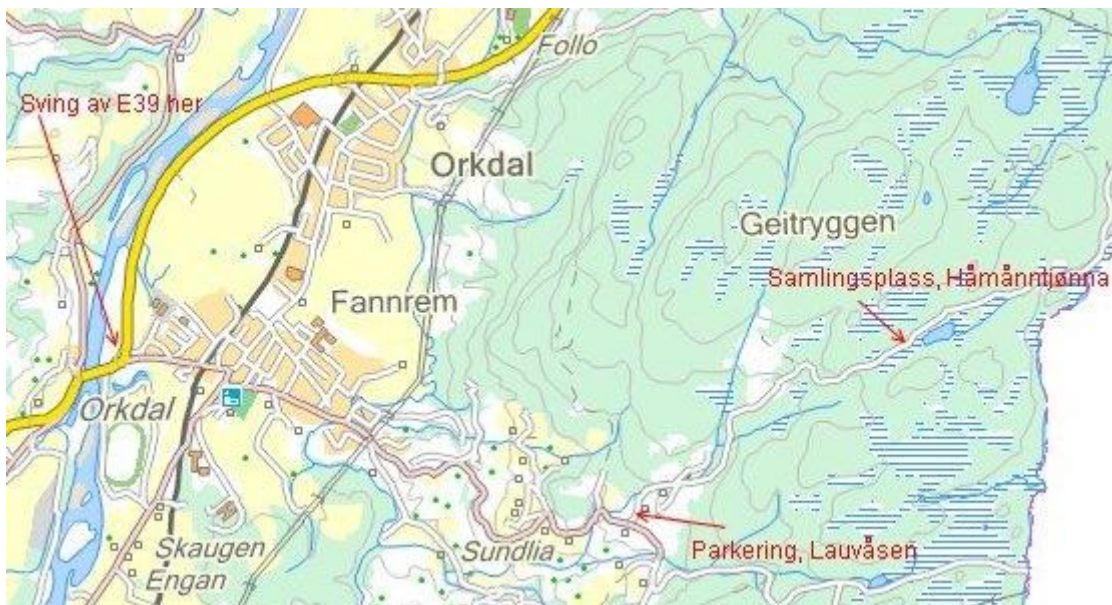 Follo
Sving av E39 her
Orkdal
Geitryggen
Samlingsplass, Håmånntjønna
Fannrem
Orkdal
Skaugen
Engan
Sundlia
Parkering, Lauvåsen